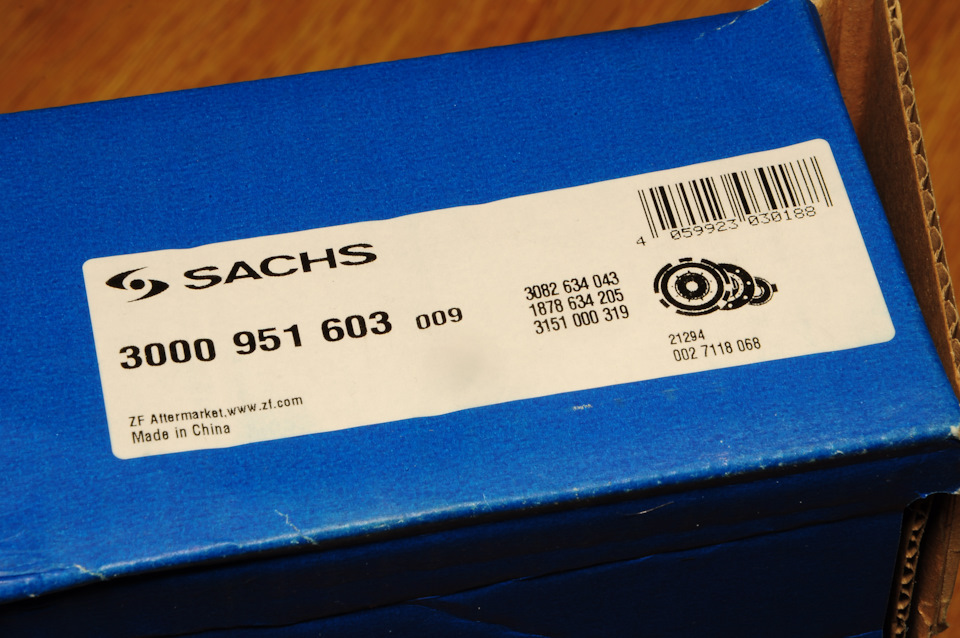 SACHS
3000 951 603 009
ZF Aftermarket,www.zf.com
Made in China
3082 634 043
1878 634 205
3151 000 319
4 059923 030188
21294
002 7118 068